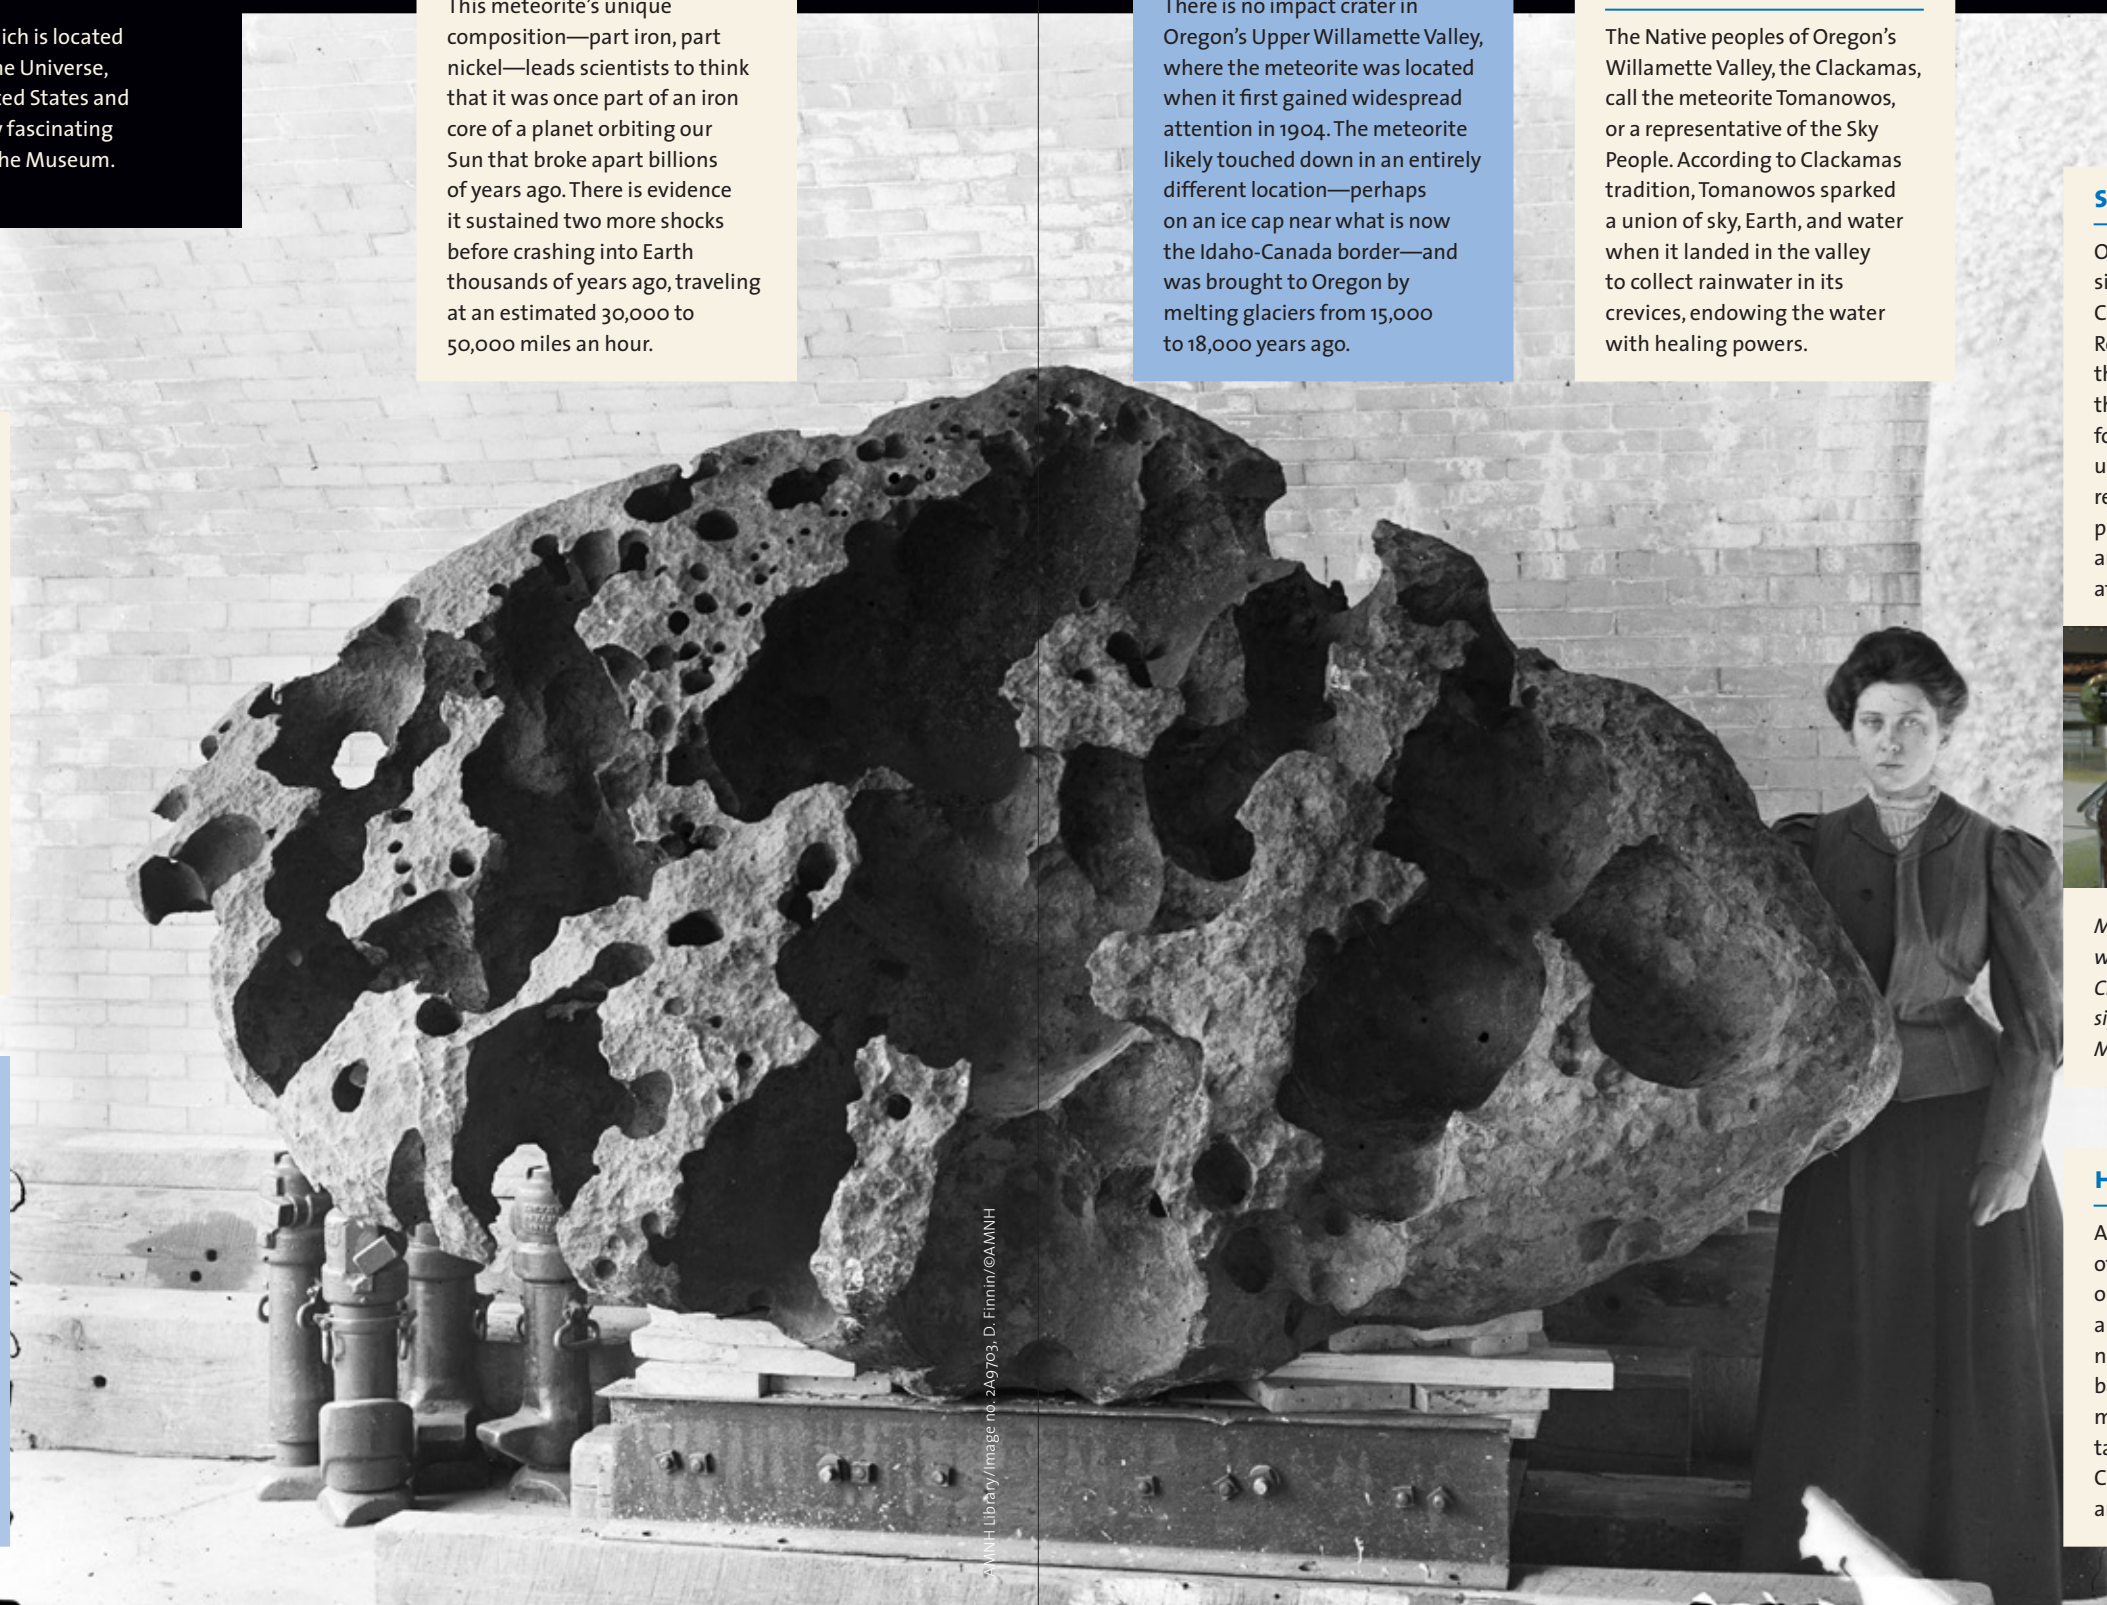 ich is located
e Universe,
ed States and
fascinating
he Museum.
This meteorite's unique
composition—part iron, part
nickel—leads scientists to think
that it was once part of an iron
core of a planet orbiting our
Sun that broke apart billions
of years ago. There is evidence
it sustained two more shocks
before crashing into Earth
thousands of years ago, traveling
at an estimated 30,000 to
50,000 miles an hour.
There is no impact crater in
Oregon's Upper Willamette Valley,
where the meteorite was located
when it first gained widespread
attention in 1904. The meteorite
likely touched down in an entirely
different location—perhaps
on an ice cap near what is now
the Idaho-Canada border—and
was brought to Oregon by
melting glaciers from 15,000
to 18,000 years ago.
The Native peoples of Oregon's
Willamette Valley, the Clackamas,
call the meteorite Tomanowos,
or a representative of the Sky
People. According to Clackamas
tradition, Tomanowos sparked
a union of sky, Earth, and water
when it landed in the valley
to collect rainwater in its
crevices, endowing the water
with healing powers.
AMNH Library/Image no. 2A9703, D. Finnin/©AMNH